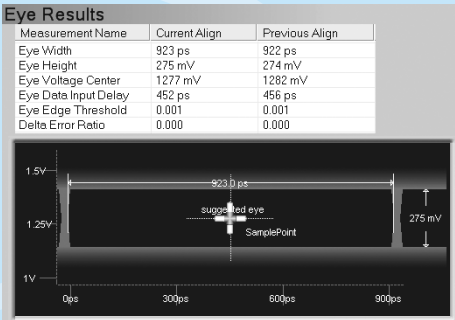 Eye Results
Measurement Name Current Align Previous Align
Eye Width 923 ps 922 ps
Eye Height 275 mV 274 mV
Eye Voltage Center 1277 mV 1282 mV
Eye Data Input Delay 452 ps 456 ps
Eye Edge Threshold 0.001 0.001
Delta Error Ratio 0.000 0.000
1.5V
923.0 ps
suggested eye
275 mV
1.25V
SamplePoint
1V
0ps 300ps 600ps 900ps